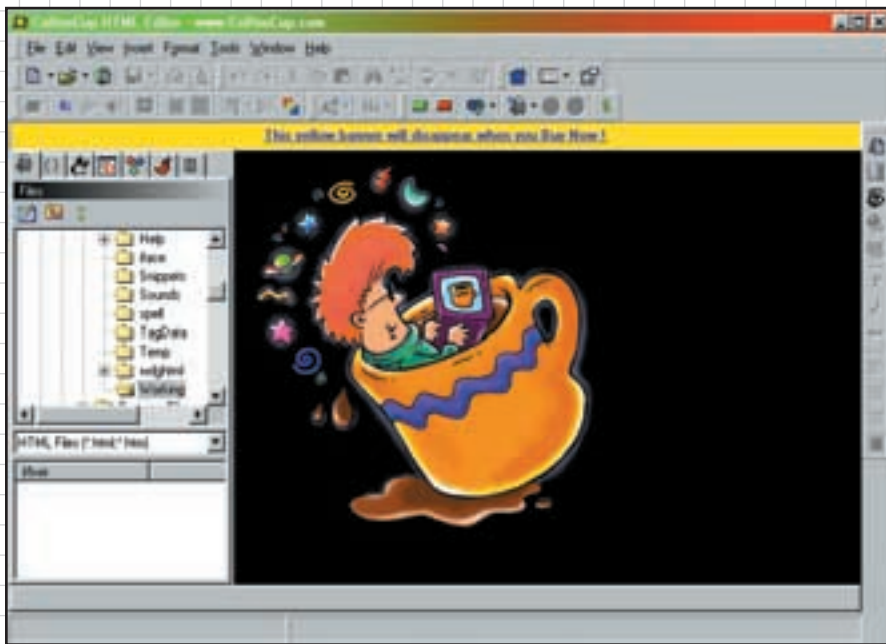 CoffeeCup HTML Editor - www.CoffeeCup.com
File Edit View Insert Format Tools Window Help
This yellow banner will disappear when you Buy Now!
Files
Help
Snippets
Sounds
spell
TagData
Temp
wdghtml
Working
HTML Files (*.html;*.htm)